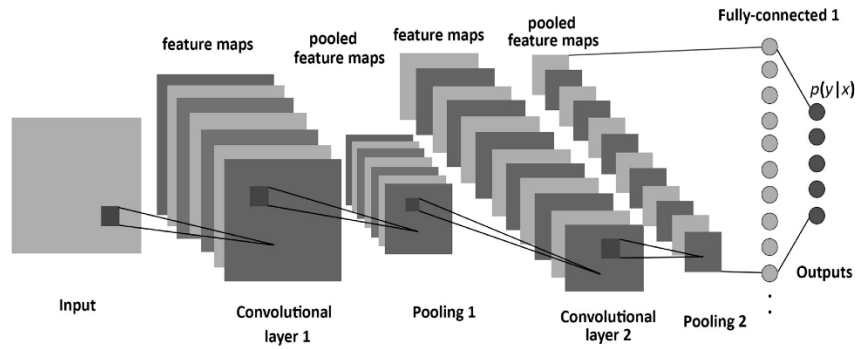 Fully-connected 1
feature maps
pooled
feature maps
feature maps
pooled
feature maps
p(y|x)
Input
Convolutional
layer 1
Pooling 1
Convolutional
layer 2
Pooling 2
Outputs